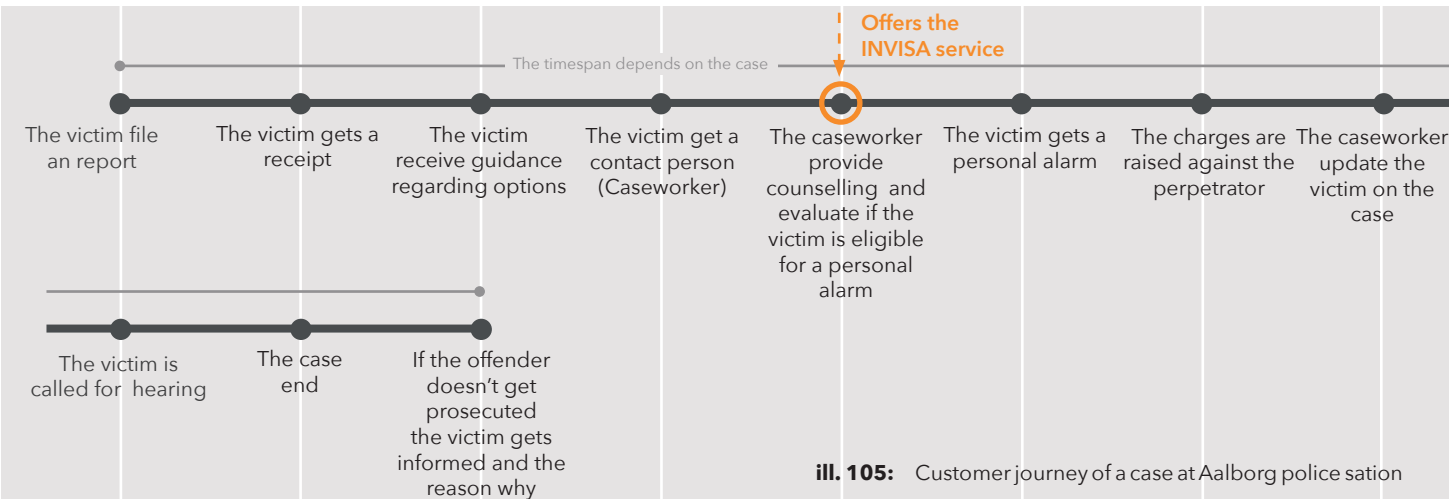 Offers the
INVISA service
The timespan depends on the case
The victim file
an report
The victim gets a
receipt
The victim
receive guidance
regarding options
The victim get a
contact person
(Caseworker)
The caseworker
provide
counselling and
evaluate if the
victim is eligible
for a personal
alarm
The victim gets a
personal alarm
The charges are
raised against the
perpetrator
The caseworker
update the
victim on the
case
The victim is
called for hearing
The case
end
If the offender
doesn't get
prosecuted
the victim gets
informed and the
reason why
ill. 105: Customer journey of a case at Aalborg police sation